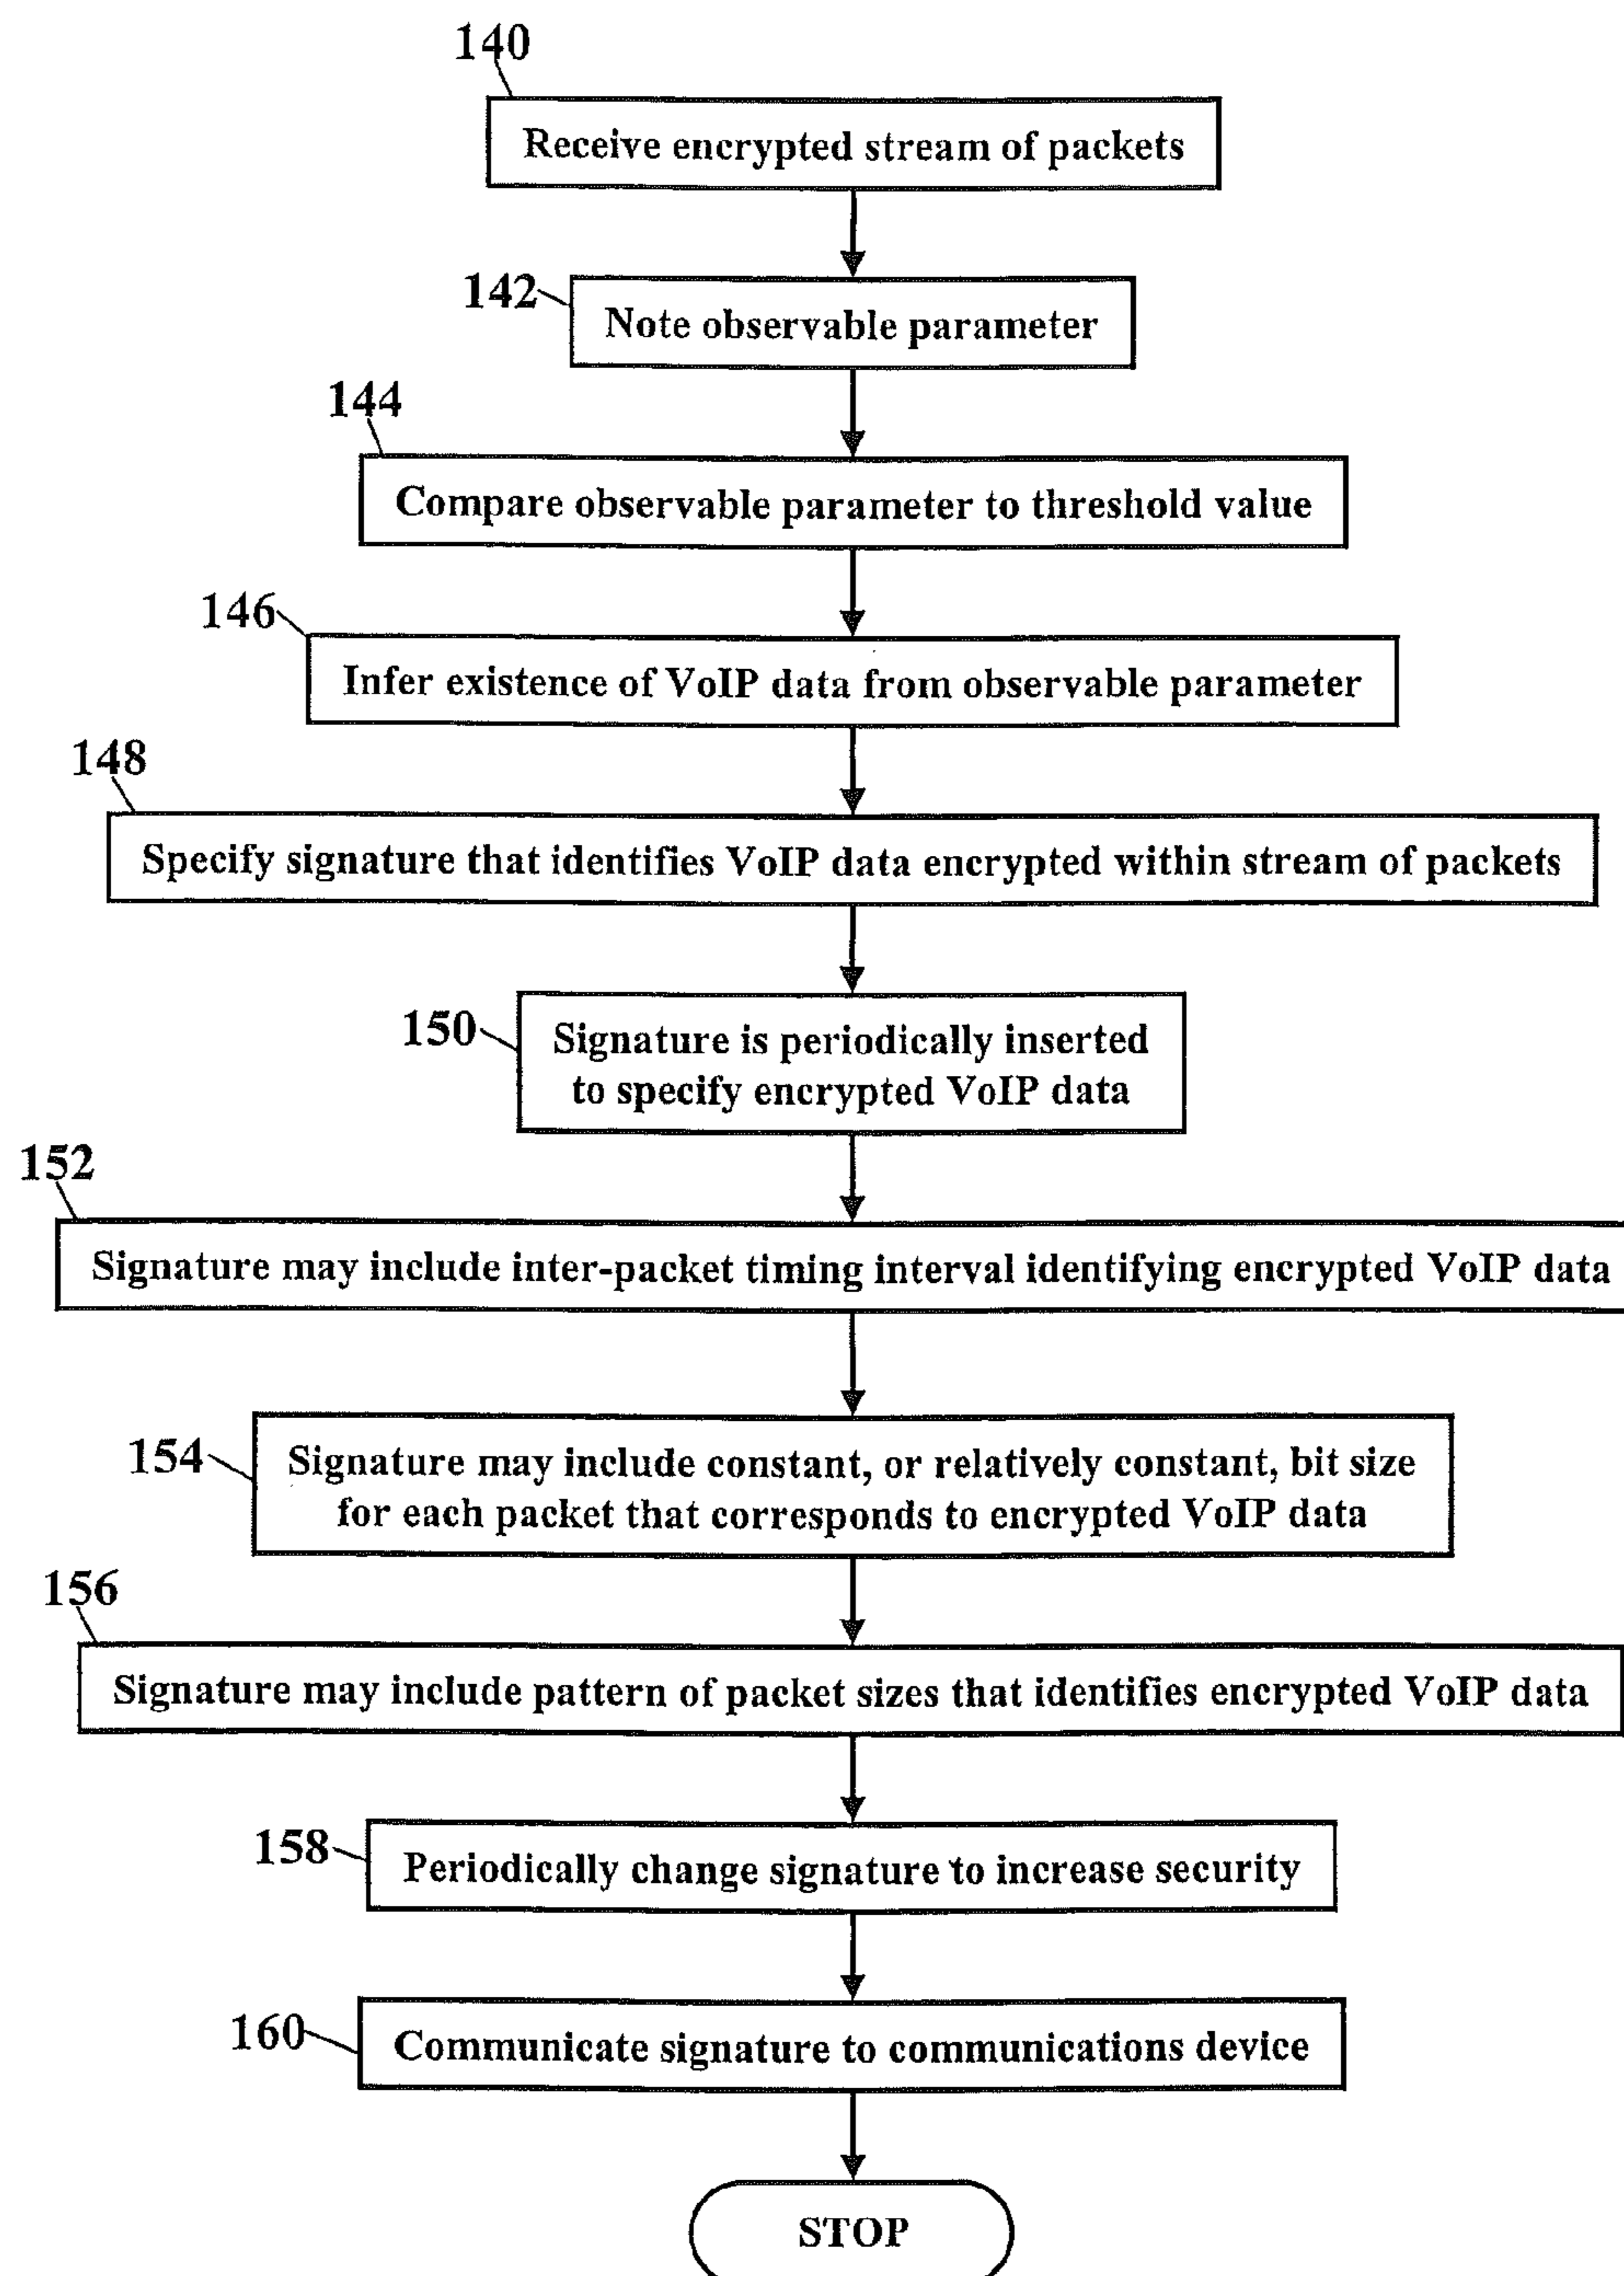 140
Receive encrypted stream of packets
142
Note observable parameter
144
Compare observable parameter to threshold value
146
Infer existence of VoIP data from observable parameter
148
Specify signature that identifies VoIP data encrypted within stream of packets
150
Signature is periodically inserted
to specify encrypted VoIP data
152
Signature may include inter-packet timing interval identifying encrypted VoIP data
154
Signature may include constant, or relatively constant, bit size
for each packet that corresponds to encrypted VoIP data
156
Signature may include pattern of packet sizes that identifies encrypted VoIP data
158
Periodically change signature to increase security
160
Communicate signature to communications device
STOP